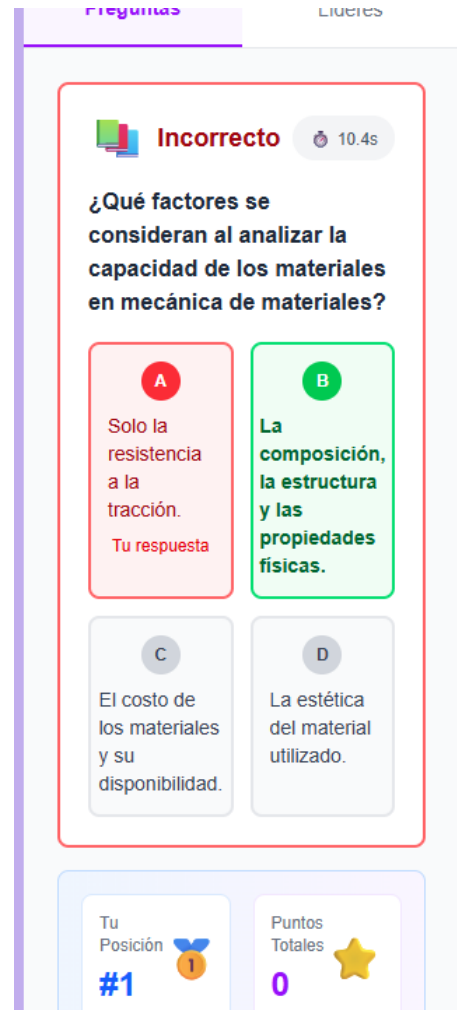 Preguntas
Líderes
Incorrecto
10.4s
¿Qué factores se
consideran al analizar la
capacidad de los materiales
en mecánica de materiales?
A
Solo la
resistencia
a la
tracción.
Tu respuesta
B
La
composición,
la estructura
y las
propiedades
físicas.
C
El costo de
los materiales
y su
disponibilidad.
D
La estética
del material
utilizado.
Tu
Posición
1
#1
Puntos
Totales
0